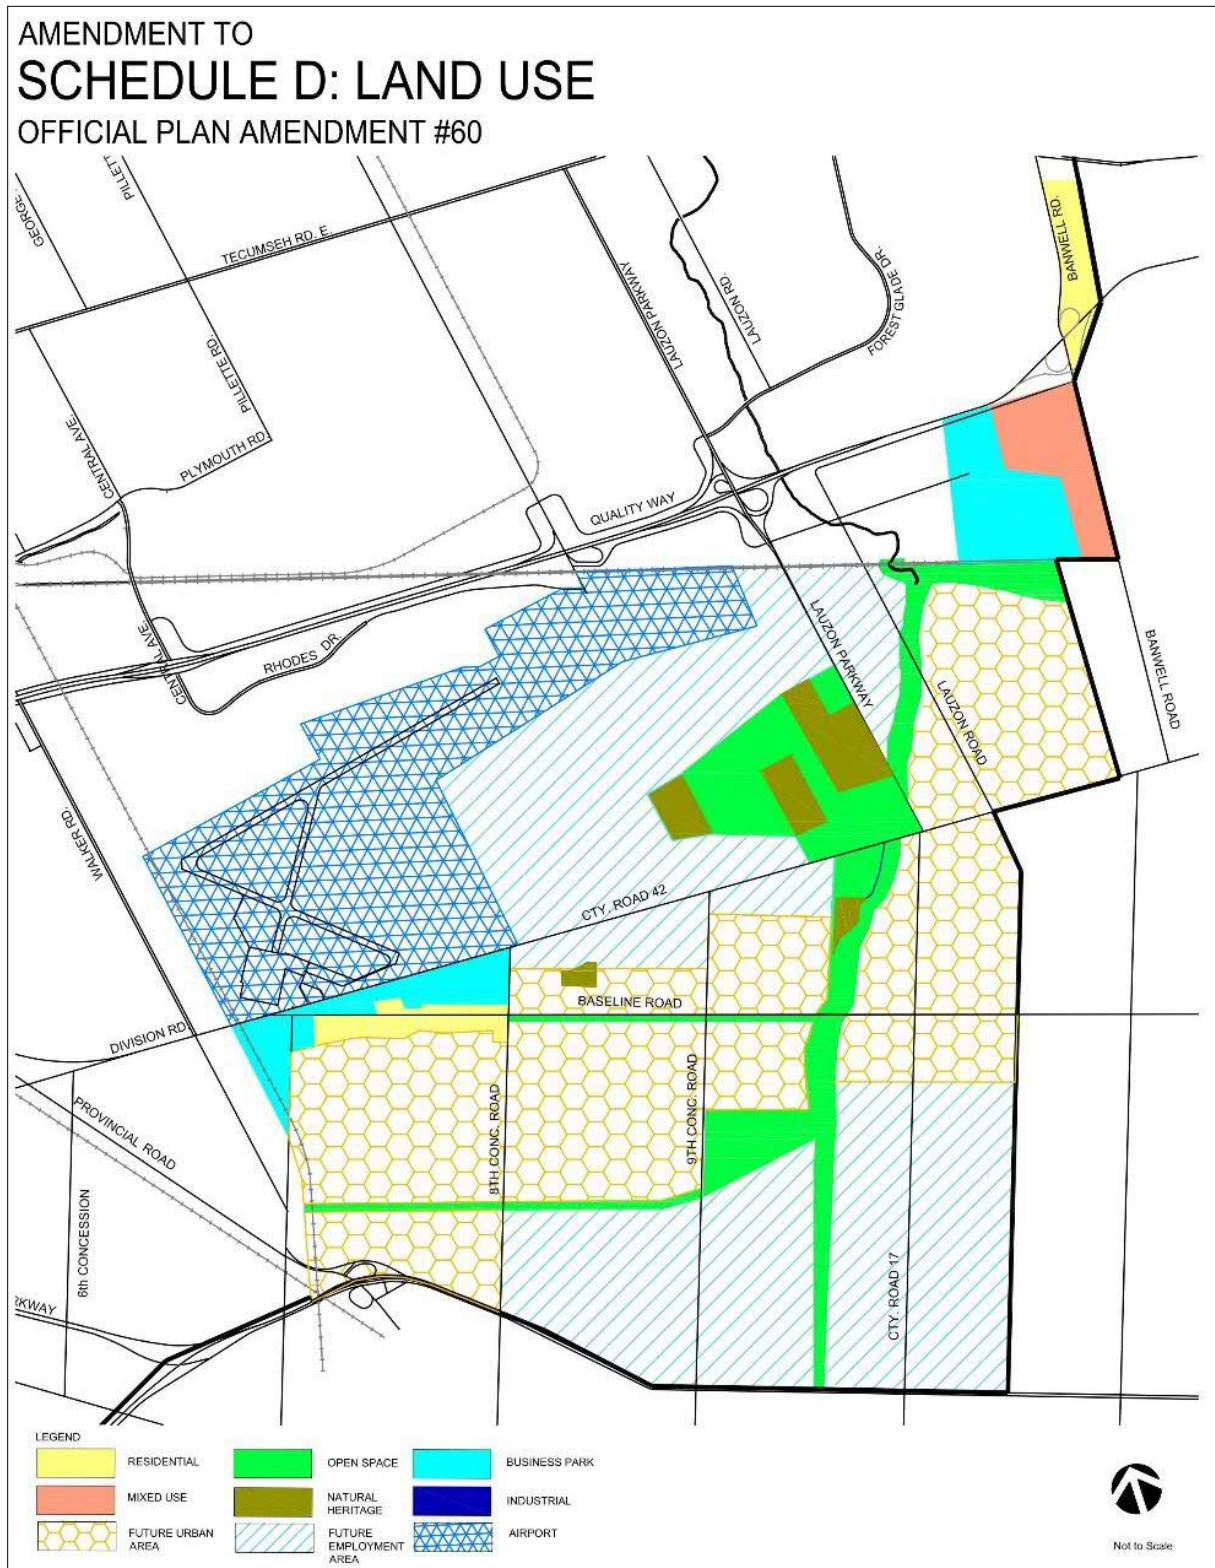 AMENDMENT TO
SCHEDULE D: LAND USE
OFFICIAL PLAN AMENDMENT #60
GEORGE
PILLETT
TECUMSEH RD. E.
LAUZON PARKWAY
LAUZON RD.
FOREST GLADE DR.
BANWELL RD.
PILLETTE RD.
CENTRAL AVE.
PLYMOUTH RD.
QUALITY WAY
CENTRAL AVE.
RHODES DR.
LAUZON PARKWAY
LAUZON ROAD
BANWELL ROAD
WALKER RD.
CTY. ROAD 42
BASELINE ROAD
DIVISION RD.
PROVINCIAL ROAD
8TH CONC. ROAD
9TH CONC. ROAD
6th CONCESSION
CTY. ROAD 17
RKWAY
LEGEND
RESIDENTIAL
OPEN SPACE
BUSINESS PARK
MIXED USE
NATURAL
HERITAGE
INDUSTRIAL
FUTURE URBAN
AREA
FUTURE
EMPLOYMENT
AREA
AIRPORT
Not to Scale